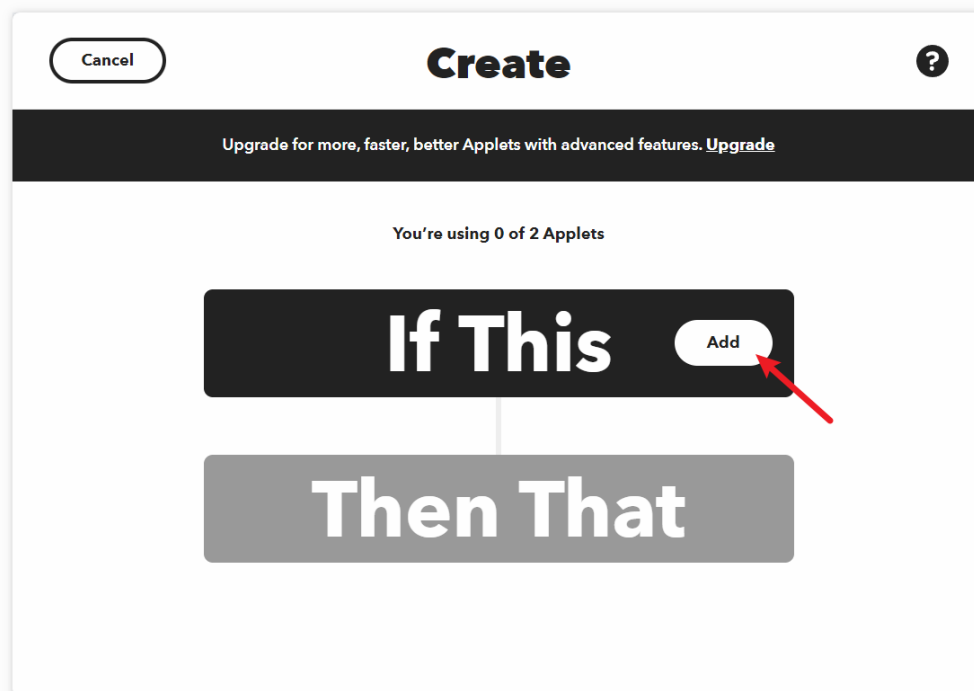 Cancel
Create
?
Upgrade for more, faster, better Applets with advanced features. Upgrade
You’re using 0 of 2 Applets
If This
Add
Then That